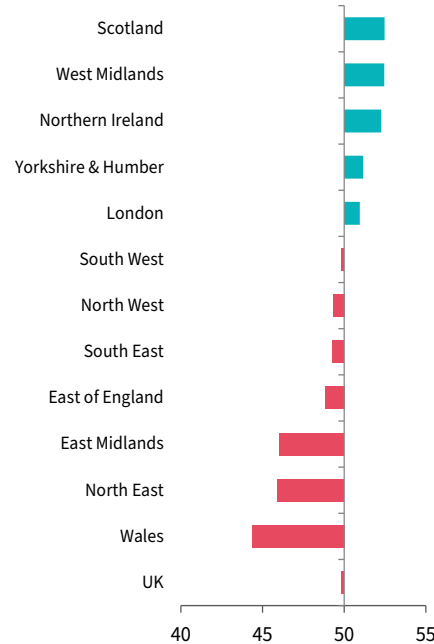 Scotland
West Midlands
Northern Ireland
Yorkshire & Humber
London
South West
North West
South East
East of England
East Midlands
North East
Wales
UK
40 45 50 55